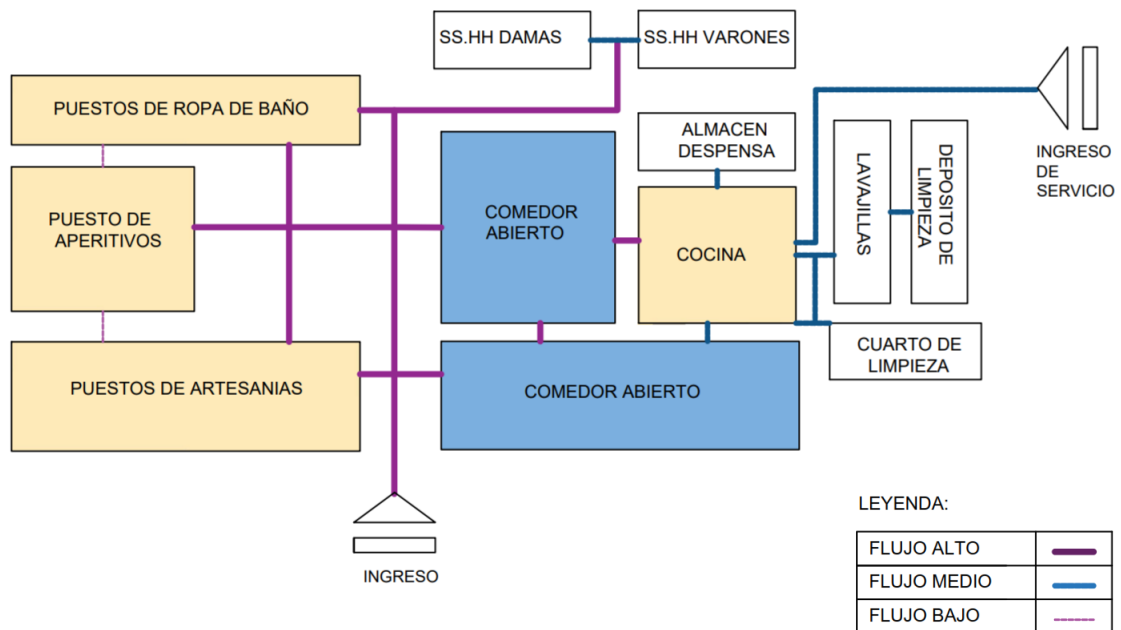 SS.HH DAMAS
SS.HH VARONES
PUESTOS DE ROPA DE BAÑO
ALMACEN
DESPENSA
INGRESO
DE
SERVICIO
PUESTO DE
APERITIVOS
COMEDOR
ABIERTO
COCINA
LAVAJILLAS
DEPOSITO DE
LIMPIEZA
PUESTOS DE ARTESANIAS
COMEDOR ABIERTO
CUARTO DE
LIMPIEZA
INGRESO
LEYENDA:
FLUJO ALTO
FLUJO MEDIO
FLUJO BAJO